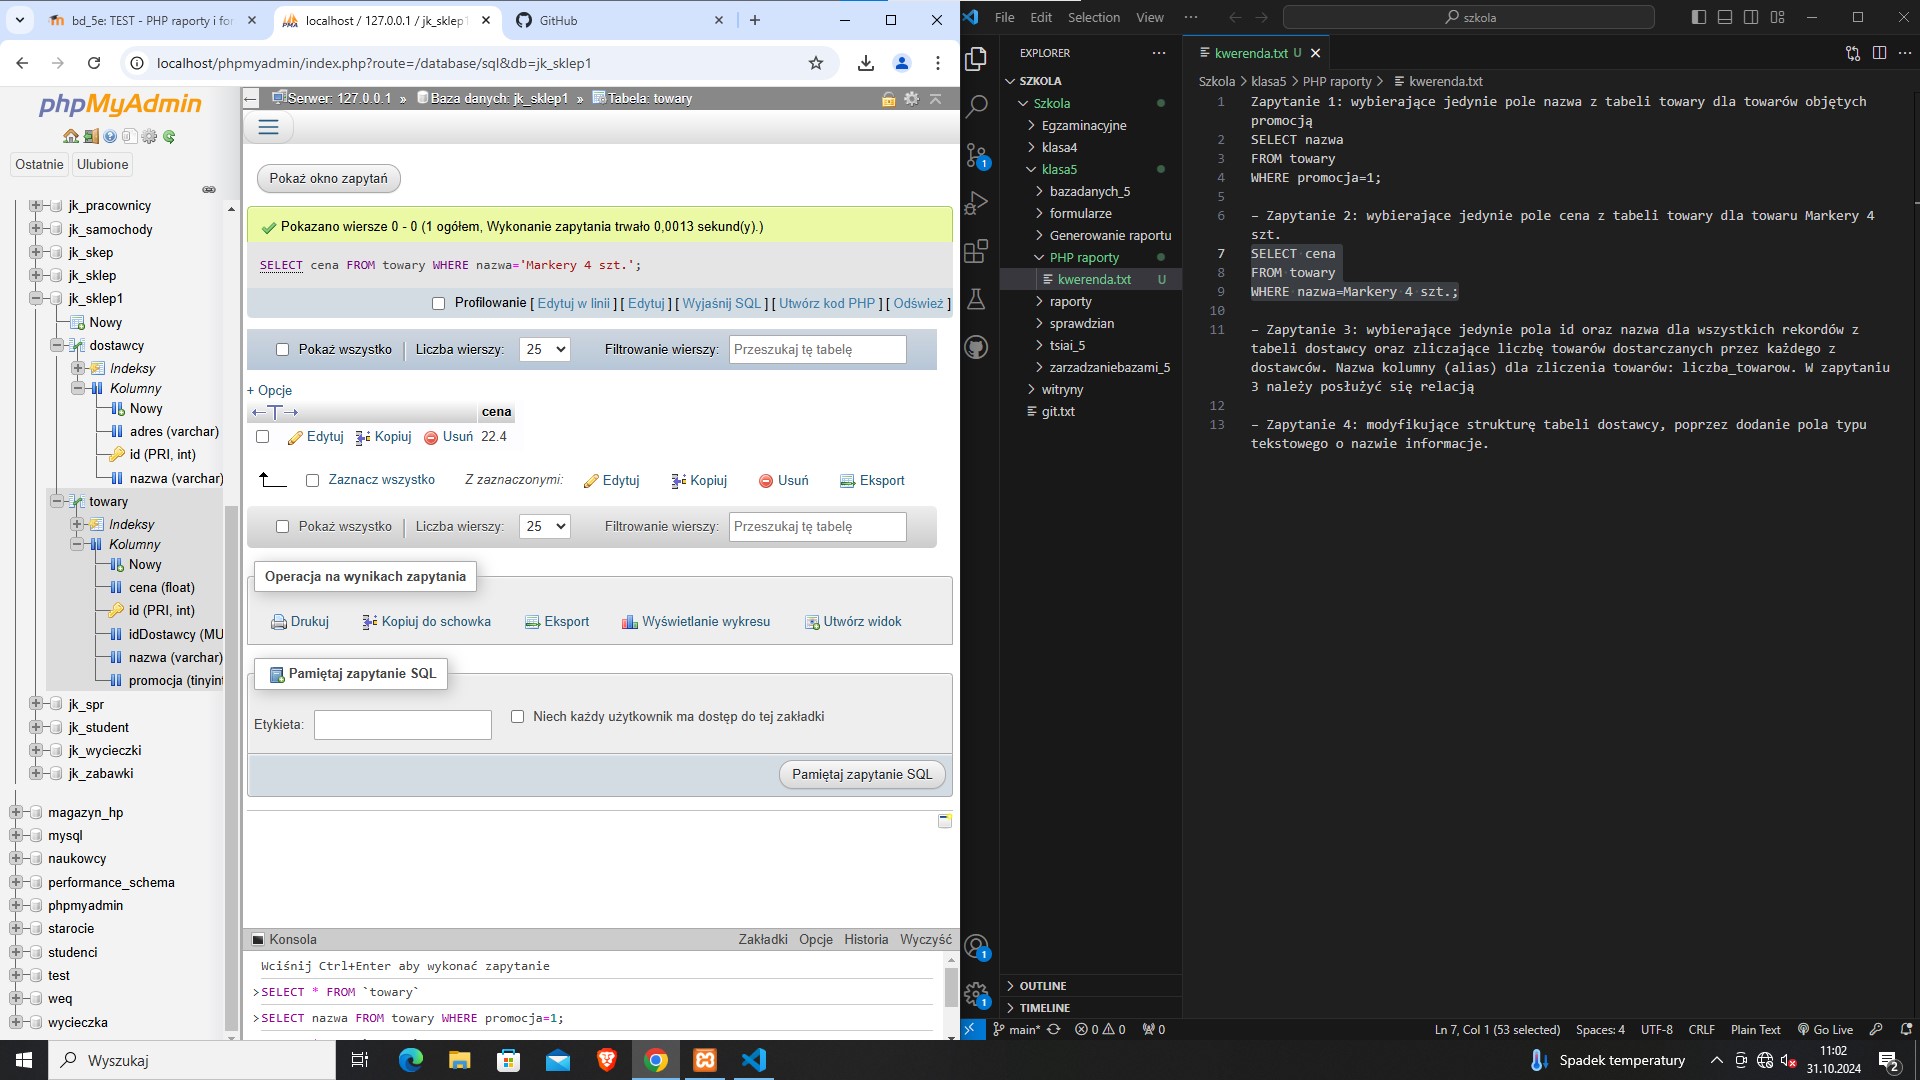 bd_5e: TEST - PHP raporty i for
localhost / 127.0.0.1 / jk_sklep1
GitHub
localhost/phpmyadmin/index.php?route=/database/sql&db=jk_sklep1
phpMyAdmin
Ostatnie
Ulubione
jk_pracownicy
jk_samochody
jk_skep
jk_sklep
jk_sklep1
Nowy
dostawcy
Indeksy
Kolumny
Nowy
adres (varchar)
id (PRI, int)
nazwa (varchar)
towary
Indeksy
Kolumny
Nowy
cena (float)
id (PRI, int)
idDostawcy (MU
nazwa (varchar)
promocja (tinyint
jk_spr
jk_student
jk_wycieczki
jk_zabawki
magazyn_hp
mysql
naukowcy
performance_schema
phpmyadmin
starocie
studenci
test
weq
wycieczka
Serwer: 127.0.0.1 » Baza danych: jk_sklep1 » Tabela: towary
Pokaż okno zapytań
Pokazano wiersze 0 - 0 (1 ogółem, Wykonanie zapytania trwało 0,0013 sekund(y).)
SELECT cena FROM towary WHERE nazwa='Markery 4 szt.';
Profilowanie [ Edytuj w linii ] [ Edytuj ] [ Wyjaśnij SQL ] [ Utwórz kod PHP ] [ Odśwież ]
Pokaż wszystko
Liczba wierszy: 25
Filtrowanie wierszy: Przeszukaj tę tabelę
+ Opcje
←T→ cena
Edytuj Kopiuj Usuń 22.4
Zaznacz wszystko Z zaznaczonymi: Edytuj Kopiuj Usuń Eksport
Pokaż wszystko
Liczba wierszy: 25
Filtrowanie wierszy: Przeszukaj tę tabelę
Operacja na wynikach zapytania
Drukuj Kopiuj do schowka Eksport Wyświetlanie wykresu Utwórz widok
Pamiętaj zapytanie SQL
Etykieta:
Niech każdy użytkownik ma dostęp do tej zakładki
Pamiętaj zapytanie SQL
Konsola
Zakładki Opcje Historia Wyczyść
Wciśnij Ctrl+Enter aby wykonać zapytanie
>SELECT * FROM `towary`
>SELECT nazwa FROM towary WHERE promocja=1;
File Edit Selection View ···
szkola
EXPLORER
SZKOLA
Szkola
Egzaminacyjne
klasa4
klasa5
bazadanych_5
formularze
Generowanie raportu
PHP raporty
kwerenda.txt U
raporty
sprawdzian
tsiai_5
zarzadzaniebazami_5
witryny
git.txt
OUTLINE
TIMELINE
kwerenda.txt U
Szkola > klasa5 > PHP raporty > kwerenda.txt
1 Zapytanie 1: wybierające jedynie pole nazwa z tabeli towary dla towarów objętych
promocją
2 SELECT nazwa
3 FROM towary
4 WHERE promocja=1;
5
6 – Zapytanie 2: wybierające jedynie pole cena z tabeli towary dla towaru Markery 4
szt.
7 SELECT cena
8 FROM towary
9 WHERE nazwa=Markery 4 szt.;
10
11 – Zapytanie 3: wybierające jedynie pola id oraz nazwa dla wszystkich rekordów z
tabeli dostawcy oraz zliczające liczbę towarów dostarczanych przez każdego z
dostawców. Nazwa kolumny (alias) dla zliczenia towarów: liczba_towarow. W zapytaniu
3 należy posłużyć się relacją
12
13 – Zapytanie 4: modyfikujące strukturę tabeli dostawcy, poprzez dodanie pola typu
tekstowego o nazwie informacje.
1
1
1
main*
0 0
0
Ln 7, Col 1 (53 selected)
Spaces: 4
UTF-8
CRLF
Plain Text
Go Live
Wyszukaj
Spadek temperatury
11:02
31.10.2024
2